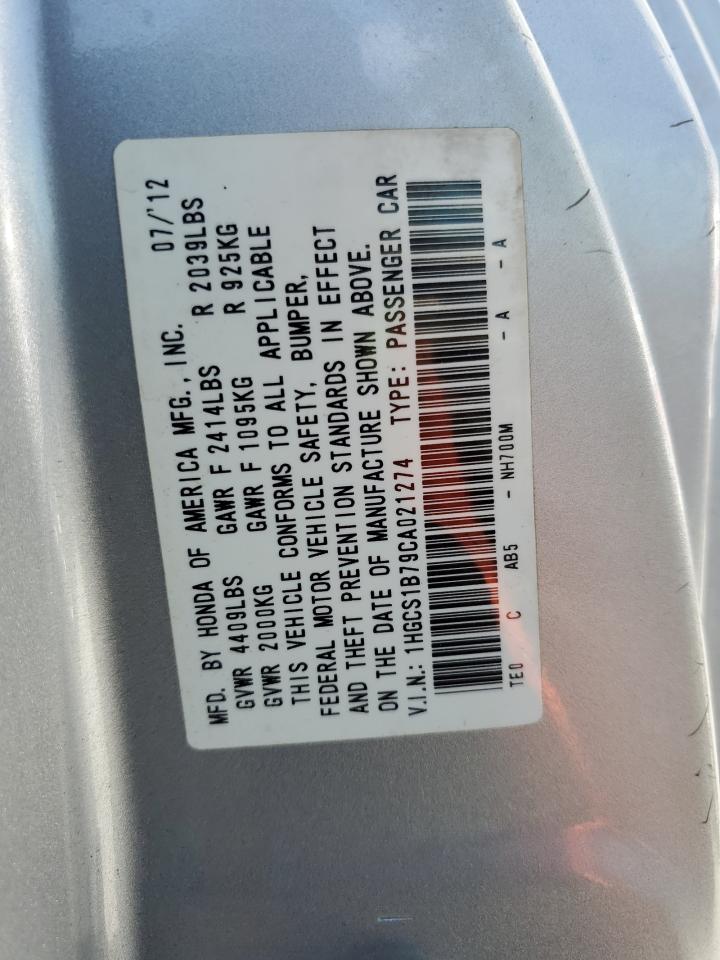 MFD. BY HONDA OF AMERICA MFG., INC. 07/'12
GVWR 4409LBS GAWR F 2414LBS R 2039LBS
GVWR 2000KG GAWR F 1095KG R 925KG
THIS VEHICLE CONFORMS TO ALL APPLICABLE
FEDERAL MOTOR VEHICLE SAFETY, BUMPER,
AND THEFT PREVENTION STANDARDS IN EFFECT
ON THE DATE OF MANUFACTURE SHOWN ABOVE.
V.I.N.: 1HGCS1B79CA021274 TYPE: PASSENGER CAR
TE0 C AB5 - NH700M - A - A